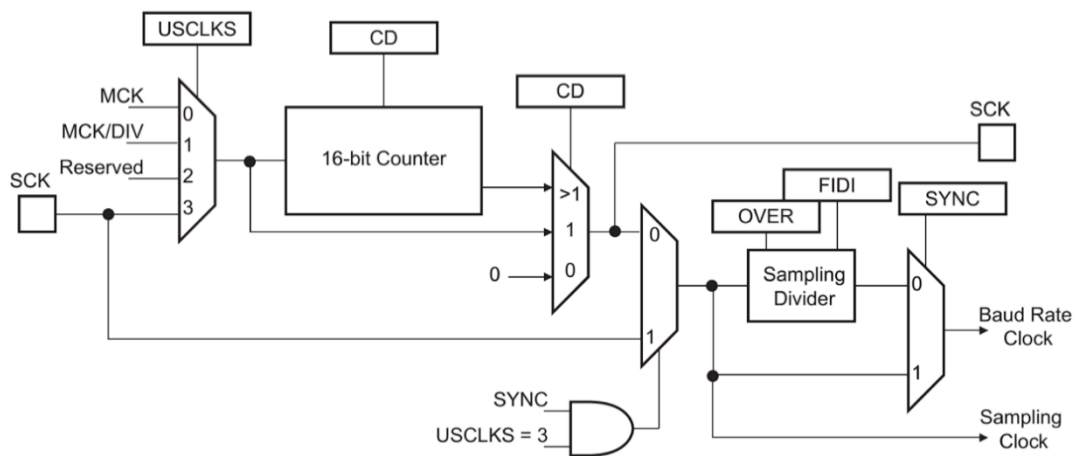 USCLKS
CD
CD
MCK
0
MCK/DIV
1
Reserved
2
SCK
3
16-bit Counter
>1
1
0
0
SCK
FIDI
OVER
SYNC
0
1
Sampling
Divider
0
1
Baud Rate
Clock
SYNC
USCLKS = 3
Sampling
Clock